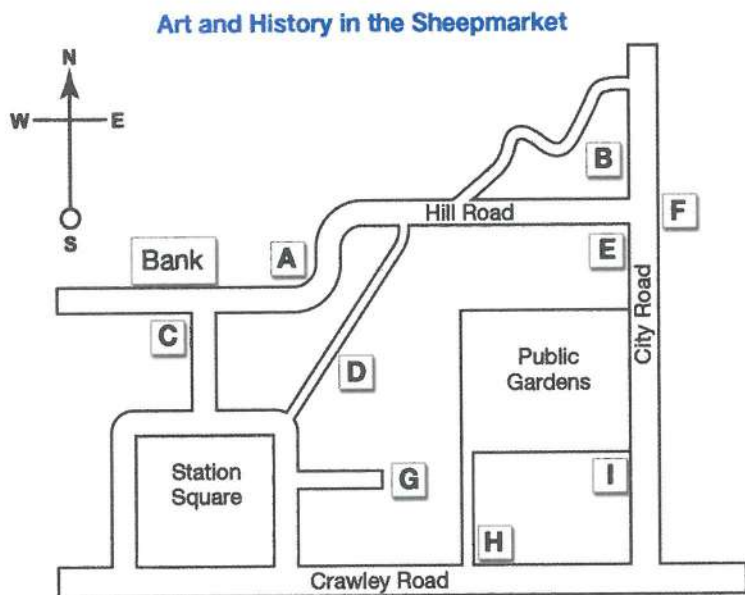 Art and History in the Sheepmarket
N
W E
S
B
Hill Road
F
A
E
Bank
C
City Road
D
Public
Gardens
Station
Square
G
I
H
Crawley Road